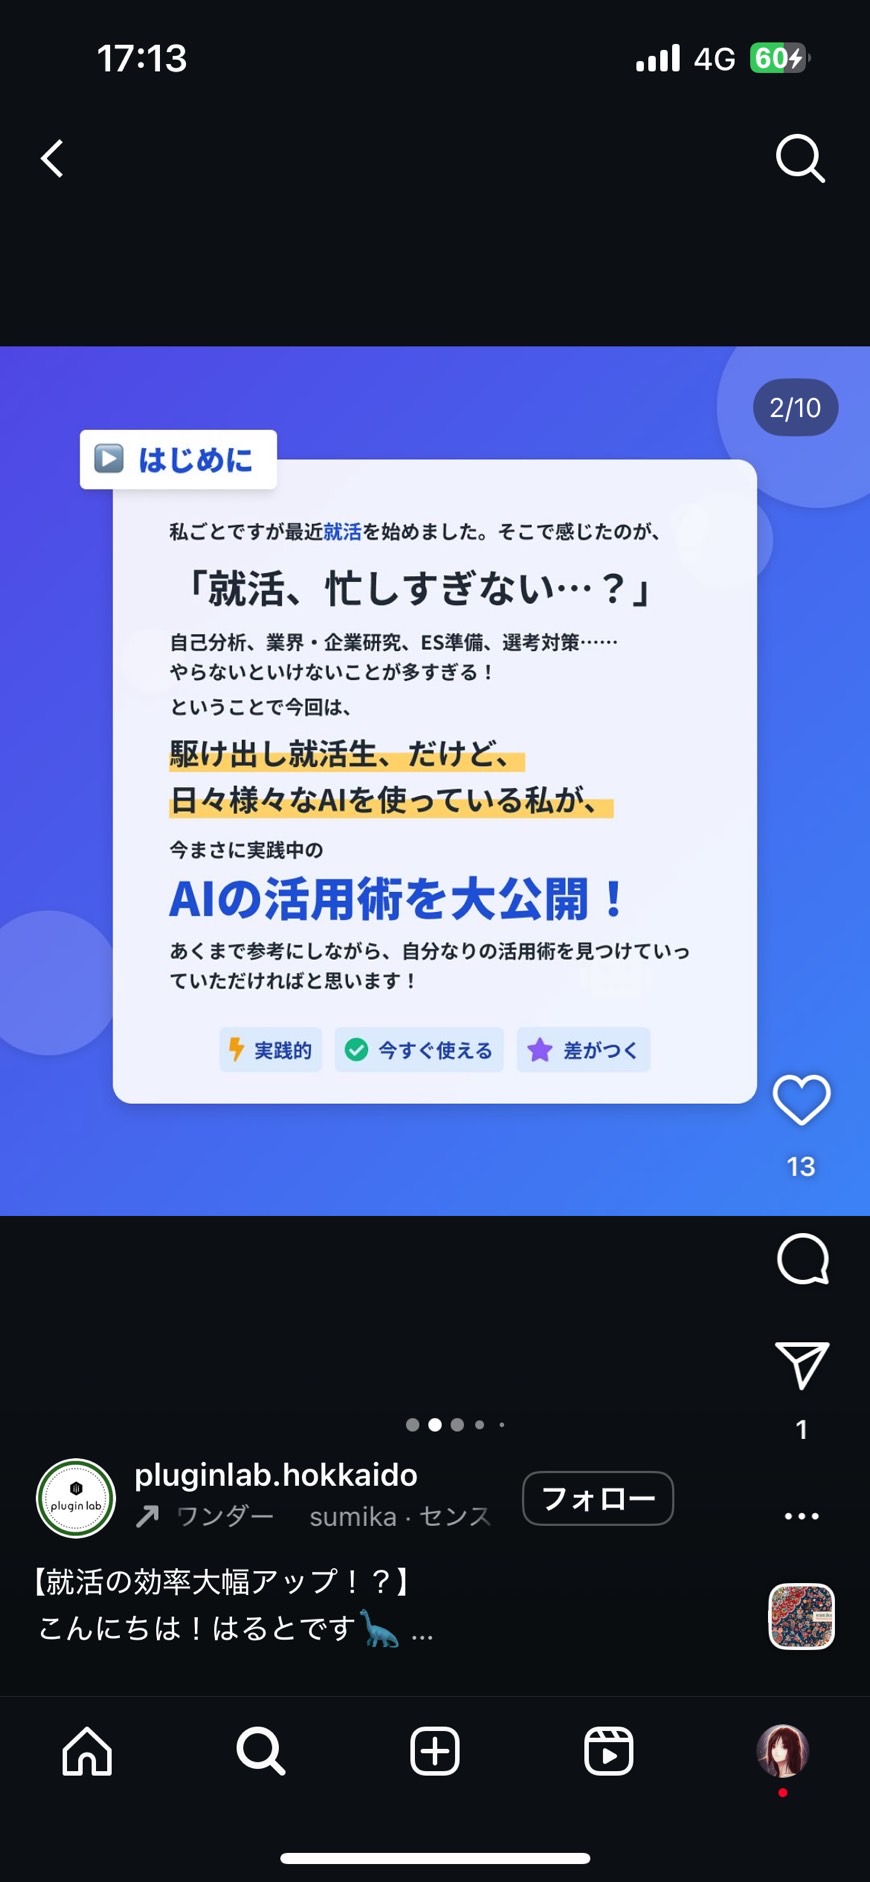 17:13
4G
60
2/10
はじめに
私ごとですが最近就活を始めました。そこで感じたのが、
「就活、忙しすぎない…？」
自己分析、業界・企業研究、ES準備、選考対策……
やらないといけないことが多すぎる！
ということで今回は、
駆け出し就活生、だけど、
日々様々なAIを使っている私が、
今まさに実践中の
AIの活用術を大公開！
あくまで参考にしながら、自分なりの活用術を見つけていっ
ていただければと思います！
実践的
今すぐ使える
差がつく
13
1
pluginlab.hokkaido
plugin lab
ワンダー sumika · センス
フォロー
【就活の効率大幅アップ！？】
こんにちは！はるとです🦕 ...